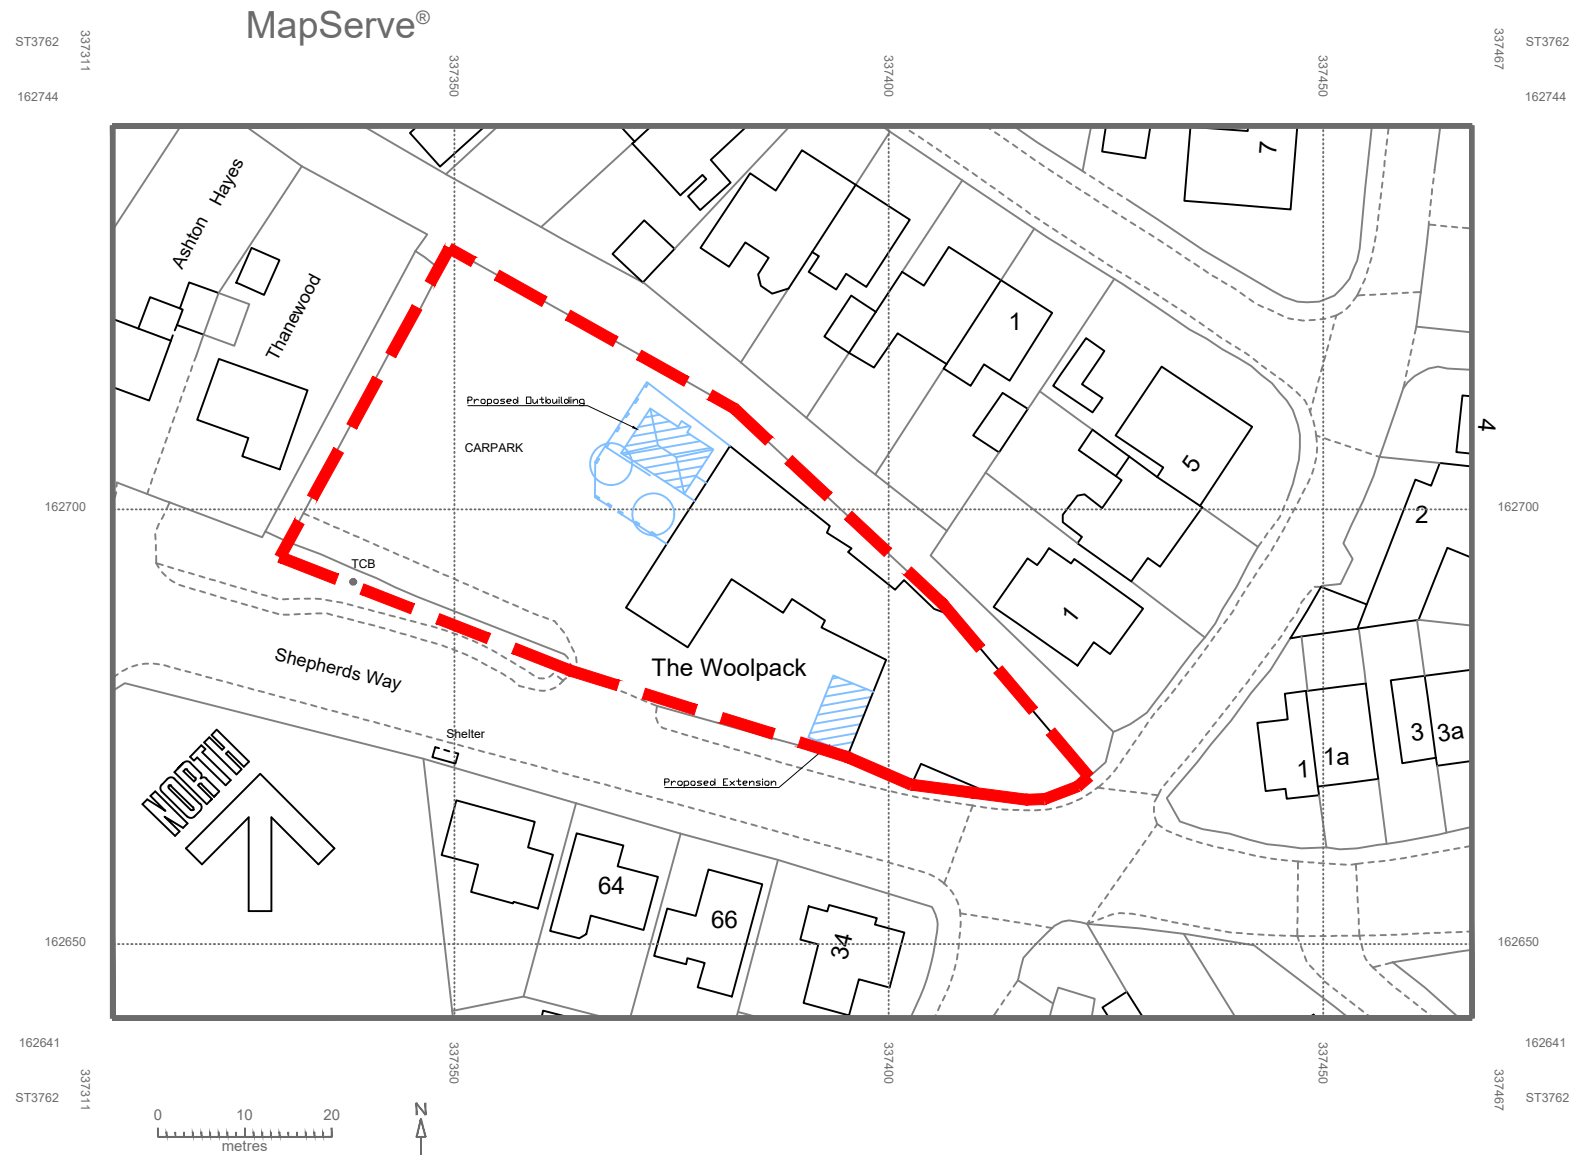 MapServe®
ST3762
337311
337350
337400
337450
337467
ST3762
162744
162744
Ashton Hayes
7
Thanewood
1
Proposed Outbuilding
CARPARK
5
4
162700
2
162700
TCB
1
Shepherds Way
The Woolpack
Shelter
NORTH
Proposed Extension
1
1a
3
3a
64
66
34
162650
162650
162641
162641
ST3762
337311
337350
337400
337450
337467
ST3762
0 10 20
metres
N